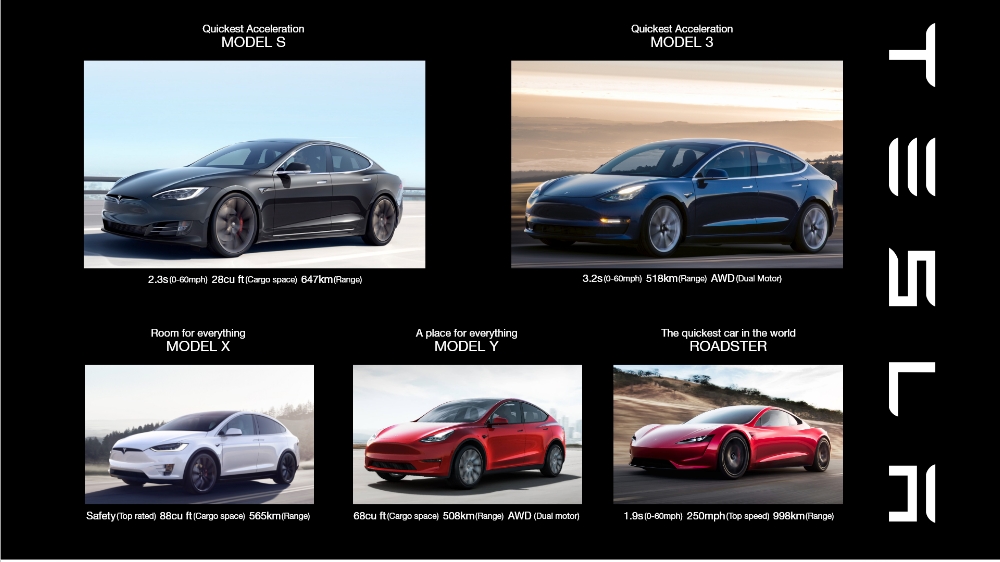 Quickest Acceleration
MODEL S
2.3s(0-60mph) 28cu ft(Cargo space) 647km(Range)
Quickest Acceleration
MODEL 3
3.2s(0-60mph) 518km(Range) AWD(Dual Motor)
Room for everything
MODEL X
Safety(Top rated) 88cu ft(Cargo space) 565km(Range)
A place for everything
MODEL Y
68cu ft(Cargo space) 508km(Range) AWD (Dual motor)
The quickest car in the world
ROADSTER
1.9s(0-60mph) 250mph(Top speed) 998km(Range)
TESLA